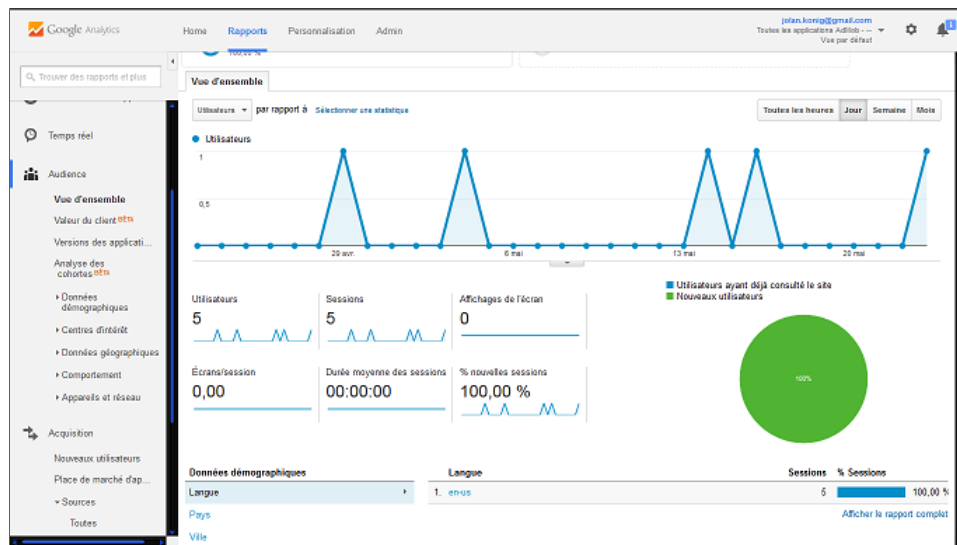 Google Analytics
Home Rapports Personnalisation Admin
jolan.konig@gmail.com
Toutes les applications AdMob - --
Vue par défaut
1
100,00 %
Trouver des rapports et plus
Temps réel
Audience
Vue d'ensemble
Valeur du client BÊTA
Versions des applicati...
Analyse des
cohortes BÊTA
Données
démographiques
Centres d'intérêt
Données géographiques
Comportement
Appareils et réseau
Acquisition
Nouveaux utilisateurs
Place de marché d'ap...
Sources
Toutes
Vue d'ensemble
Utilisateurs par rapport à Sélectionner une statistique
Toutes les heures Jour Semaine Mois
Utilisateurs
1
0,5
29 avr. 6 mai 13 mai 20 mai
Utilisateurs ayant déjà consulté le site
Nouveaux utilisateurs
100%
Utilisateurs
5
Sessions
5
Affichages de l'écran
0
Écrans/session
0,00
Durée moyenne des sessions
00:00:00
% nouvelles sessions
100,00 %
Données démographiques
Langue
Pays
Ville
Langue Sessions % Sessions
1. en-us 5 100,00 %
Afficher le rapport complet